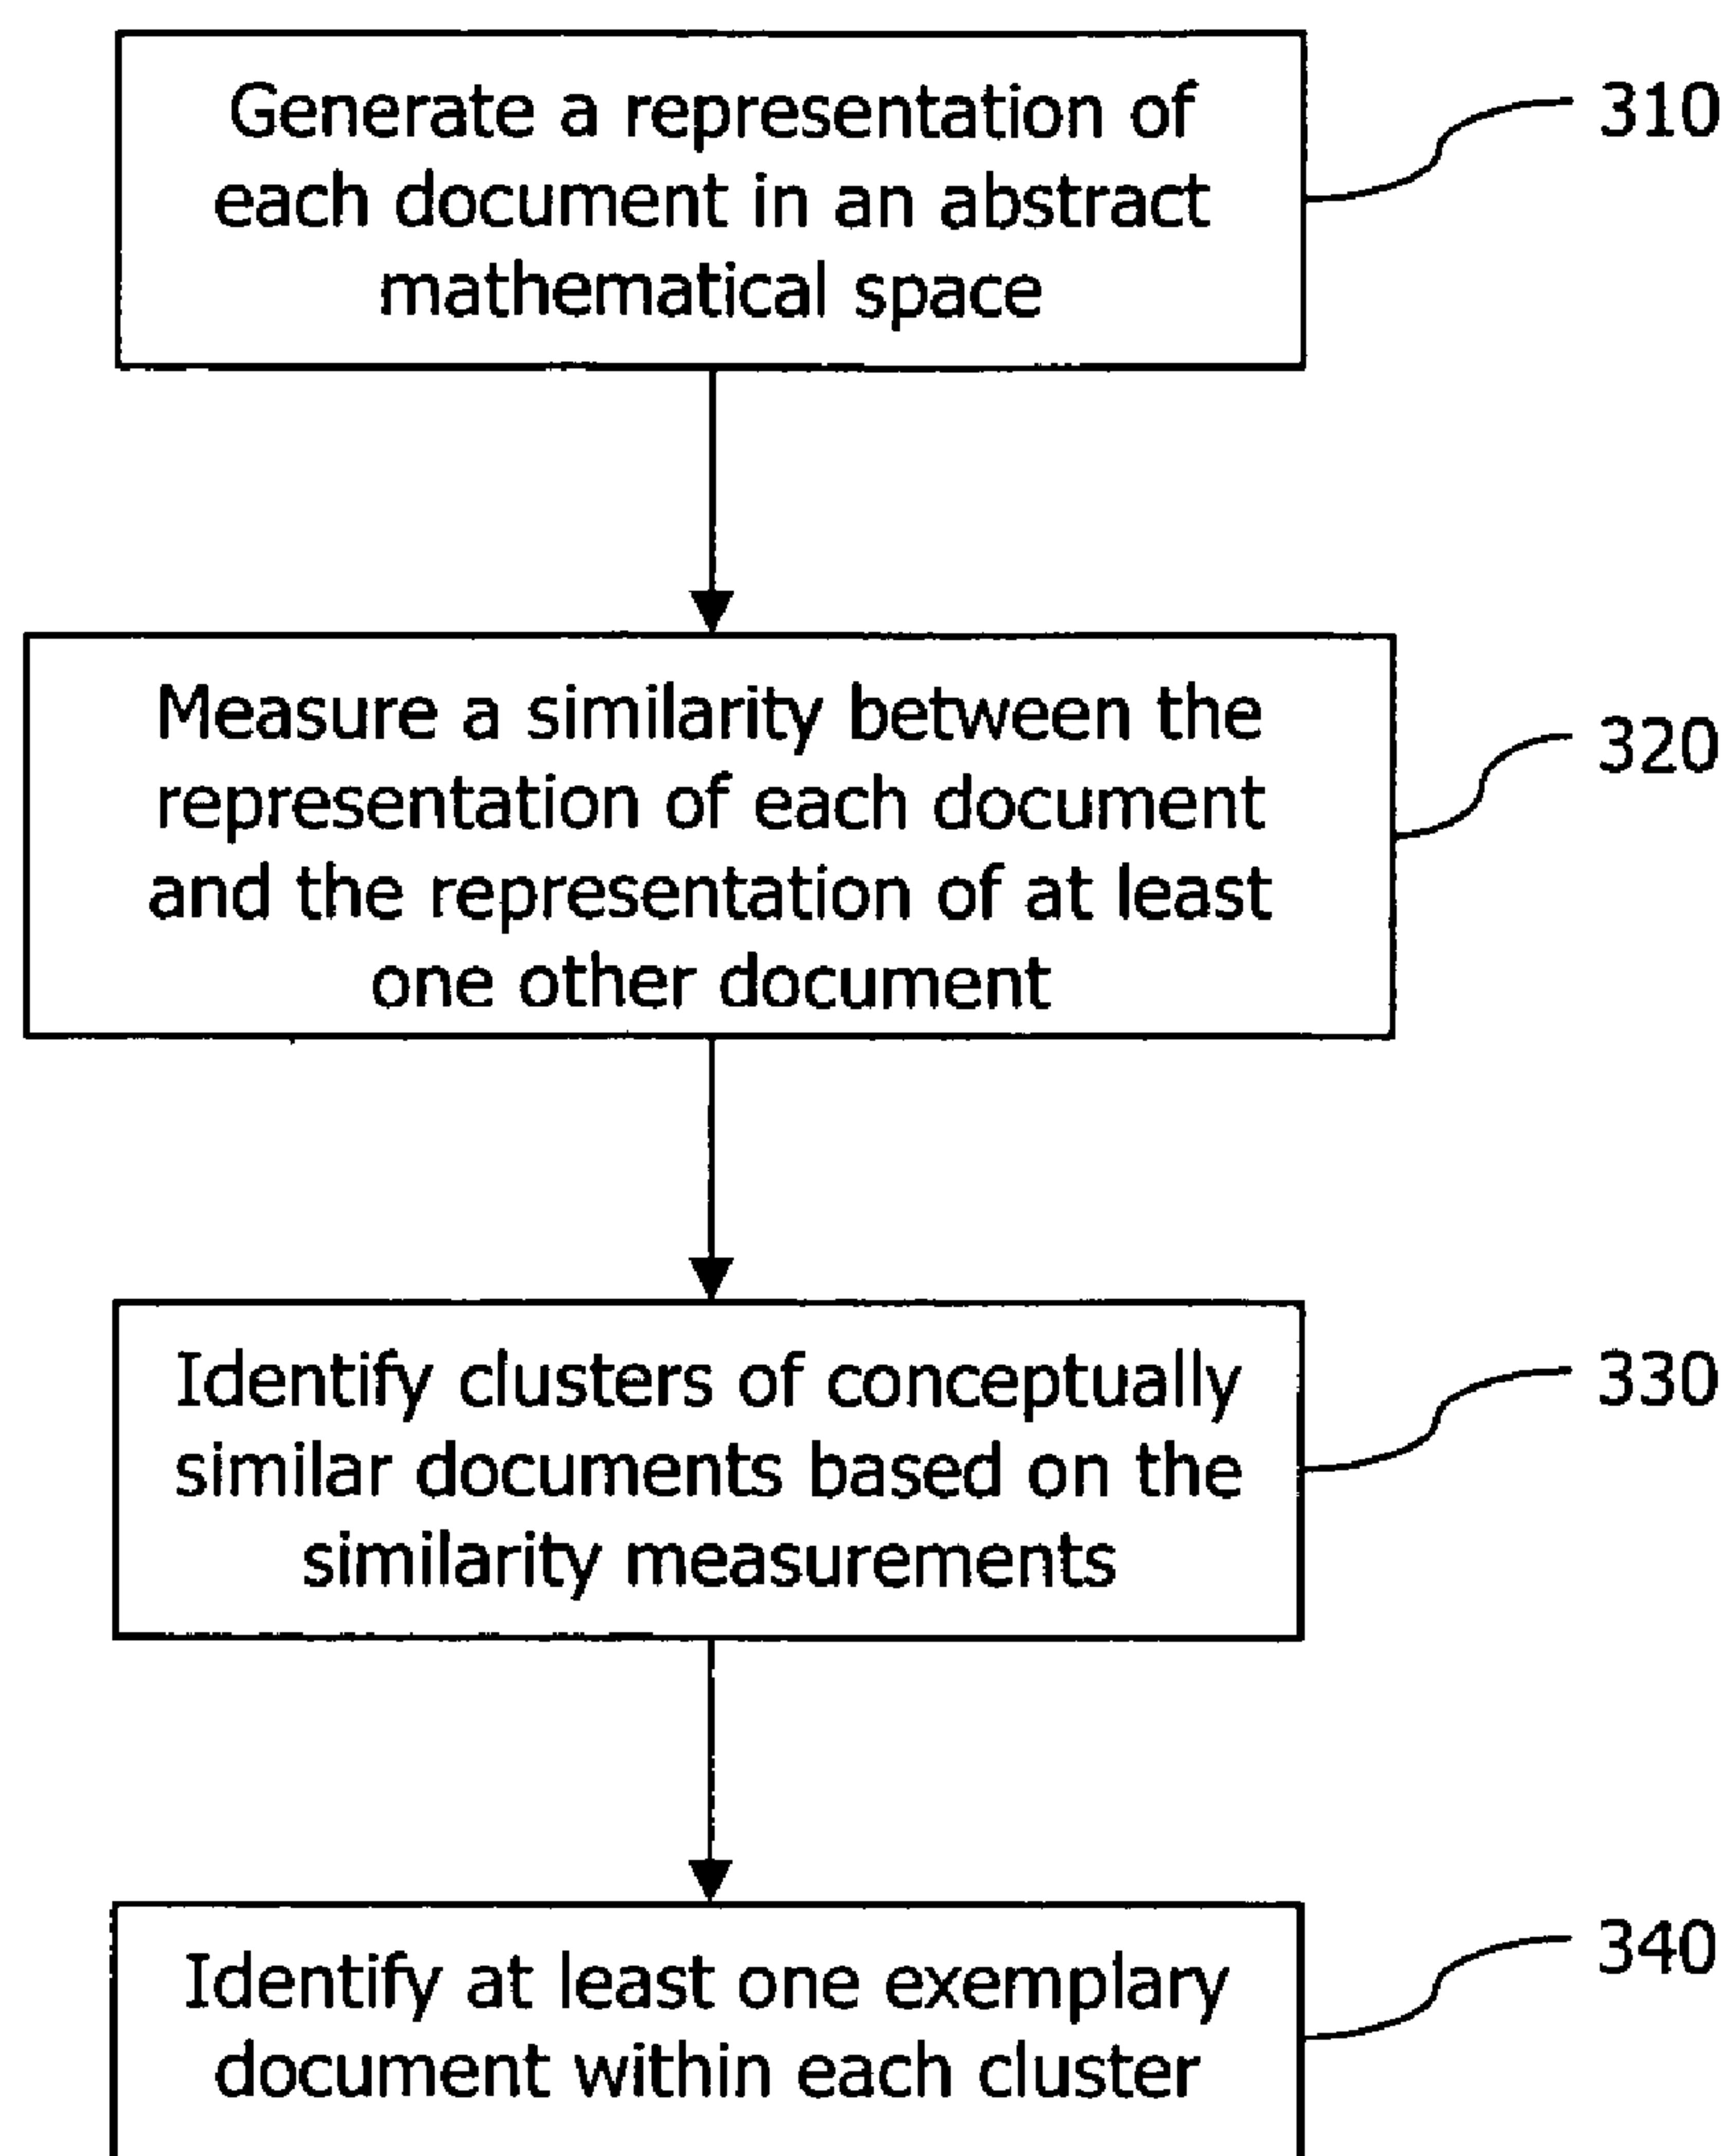 Generate a representation of
each document in an abstract
mathematical space
310
Measure a similarity between the
representation of each document
and the representation of at least
one other document
320
Identify clusters of conceptually
similar documents based on the
similarity measurements
330
Identify at least one exemplary
document within each cluster
340